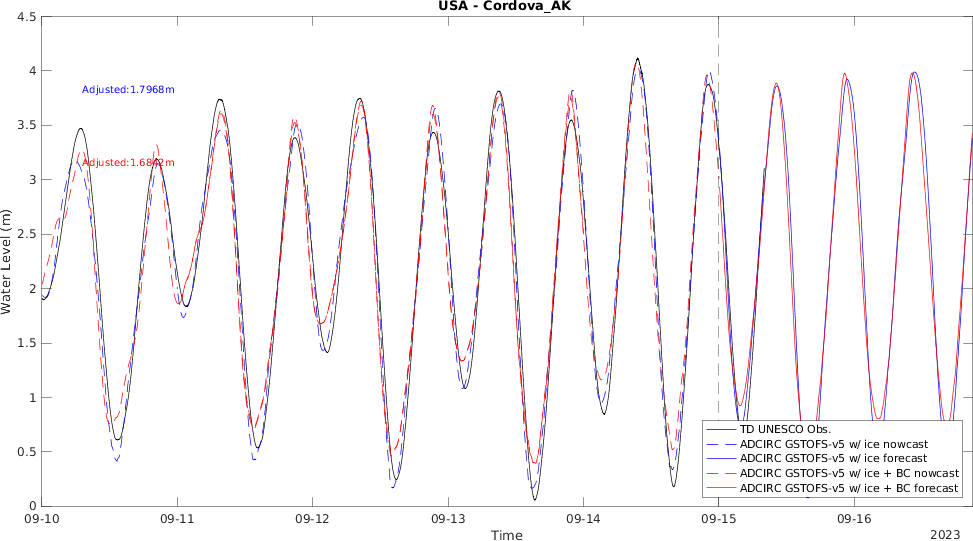 USA - Cordova_AK
4.5
4
3.5
3
2.5
2
1.5
1
0.5
0
Water Level (m)
Adjusted:1.7968m
Adjusted:1.6842m
TD UNESCO Obs.
ADCIRC GSTOFS-v5 w/ ice nowcast
ADCIRC GSTOFS-v5 w/ ice forecast
ADCIRC GSTOFS-v5 w/ ice + BC nowcast
ADCIRC GSTOFS-v5 w/ ice + BC forecast
09-10 09-11 09-12 09-13 09-14 09-15 09-16
Time
2023